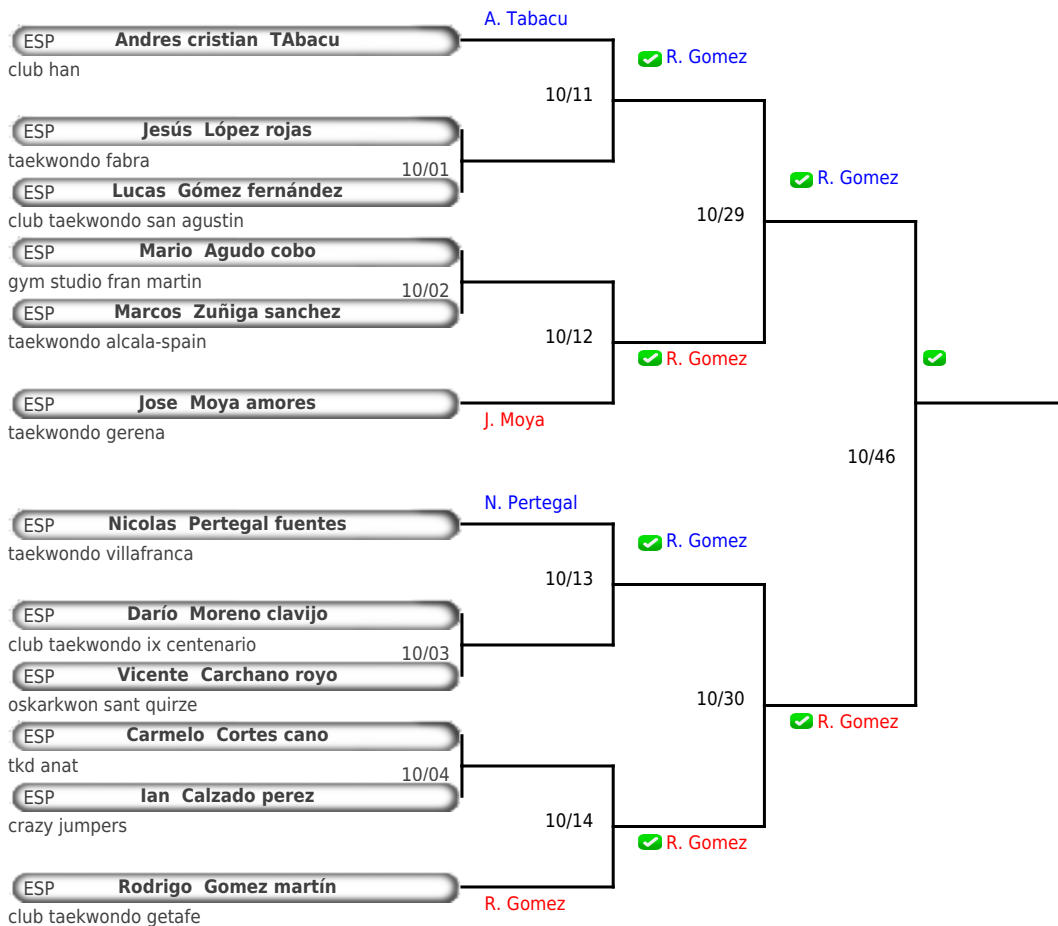 A. Tabacu
ESP Andres cristian TAbacu
club han
R. Gomez
10/11
ESP Jesús López rojas
taekwondo fabra
10/01
ESP Lucas Gómez fernández
club taekwondo san agustin
R. Gomez
10/29
ESP Mario Agudo cobo
gym studio fran martin
10/02
ESP Marcos Zuñiga sanchez
taekwondo alcala-spain
10/12
R. Gomez
ESP Jose Moya amores
taekwondo gerena
J. Moya
10/46
N. Pertegal
ESP Nicolas Pertegal fuentes
taekwondo villafranca
R. Gomez
10/13
ESP Darío Moreno clavijo
club taekwondo ix centenario
10/03
ESP Vicente Carchano royo
oskarkwon sant quirze
10/30
R. Gomez
ESP Carmelo Cortes cano
tkd anat
10/04
ESP Ian Calzado perez
crazy jumpers
10/14
R. Gomez
ESP Rodrigo Gomez martín
club taekwondo getafe
R. Gomez